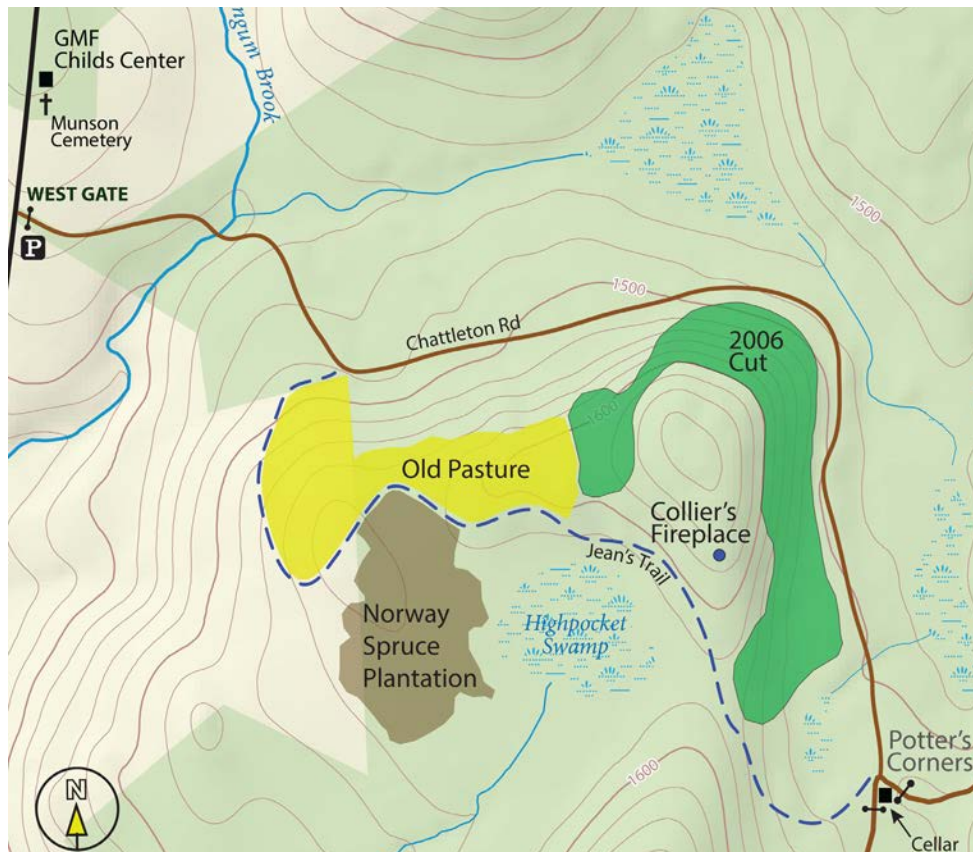 GMF
Childs Center
Munson
Cemetery
ngum Brook
WEST GATE
P
1500
1500
Chattleton Rd
2006
Cut
1600
Old Pasture
Collier's
Fireplace
Jean's Trail
Norway
Spruce
Plantation
Highpocket
Swamp
1600
Potter's
Corners
Cellar
N